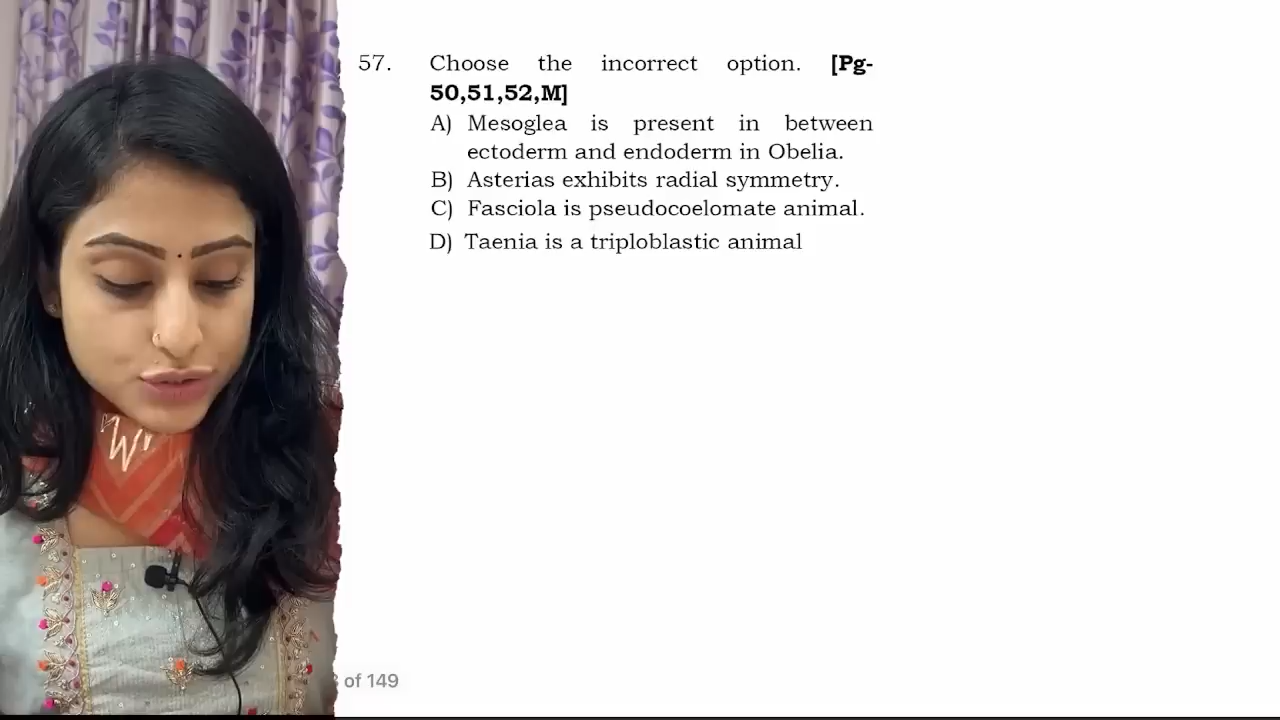 57. Choose the incorrect option. [Pg-
50,51,52,M]
A) Mesoglea is present in between
ectoderm and endoderm in Obelia.
B) Asterias exhibits radial symmetry.
C) Fasciola is pseudocoelomate animal.
D) Taenia is a triploblastic animal
of 149